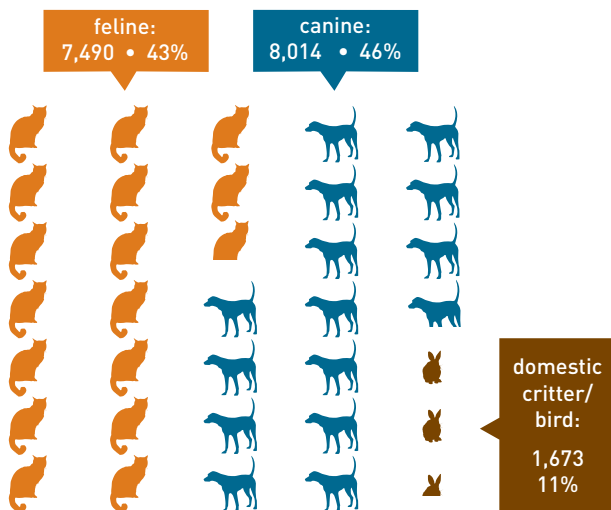 feline:
7,490 • 43%
canine:
8,014 • 46%
domestic
critter/
bird:
1,673
11%